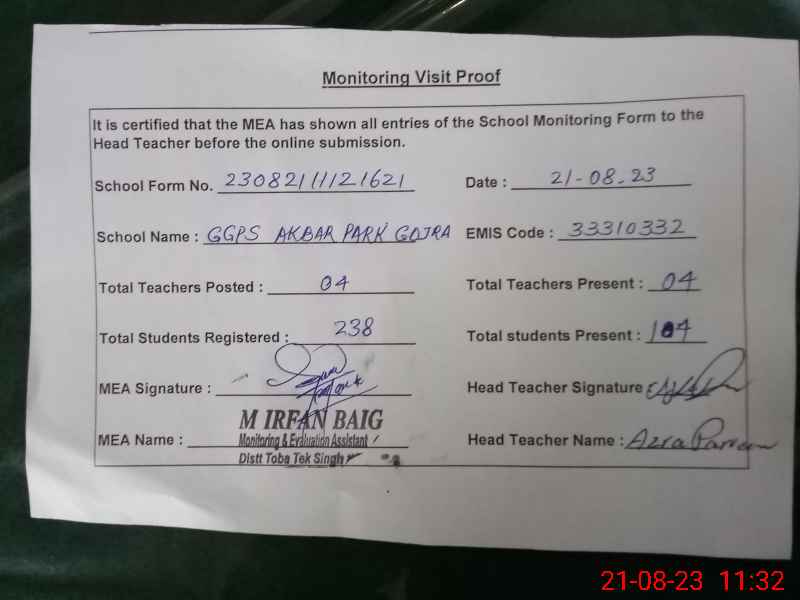 Monitoring Visit Proof
It is certified that the MEA has shown all entries of the School Monitoring Form to the
Head Teacher before the online submission.
School Form No. 23082111121621 Date : 21-08-23
School Name : GGPS AKBAR PARK GOJRA EMIS Code : 33310332
Total Teachers Posted : 04 Total Teachers Present : 04
Total Students Registered : 238 Total students Present :
MEA Signature : Head Teacher Signature
MEA Name : M IRFAN BAIG Head Teacher Name : Azra Parveen
Monitoring & Evaluation Assistant
Distt Toba Tek Singh
21-08-23 11:32